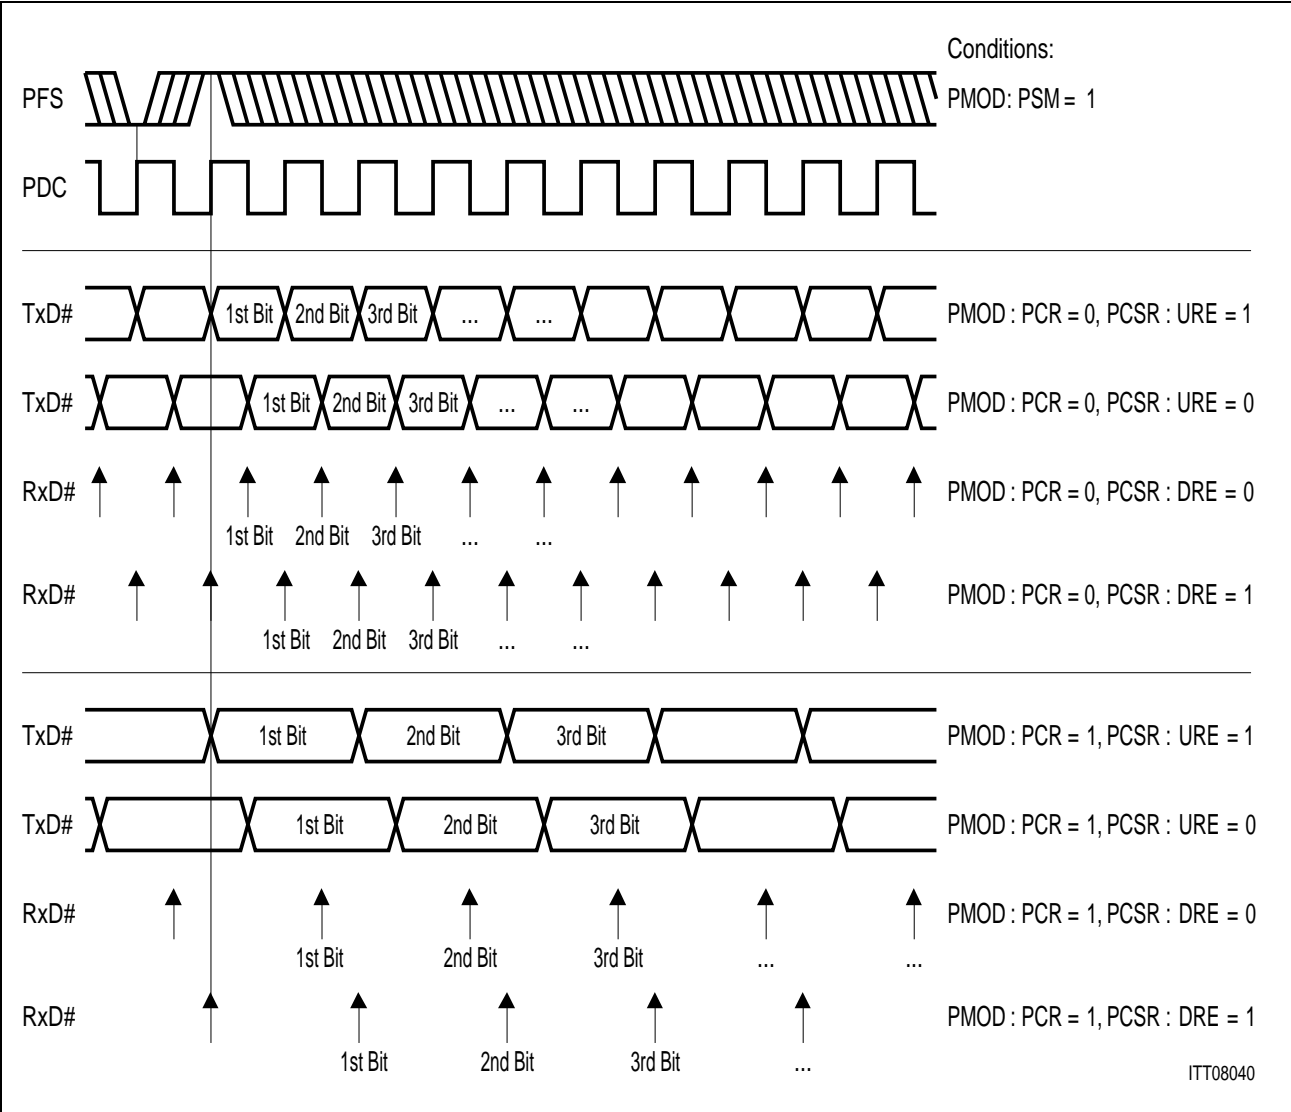 Conditions:
PFS
PMOD: PSM = 1
PDC
TxD# 1st Bit 2nd Bit 3rd Bit ... ... PMOD : PCR = 0, PCSR : URE = 1
TxD# 1st Bit 2nd Bit 3rd Bit ... ... PMOD : PCR = 0, PCSR : URE = 0
RxD# PMOD : PCR = 0, PCSR : DRE = 0
1st Bit 2nd Bit 3rd Bit ... ...
RxD# PMOD : PCR = 0, PCSR : DRE = 1
1st Bit 2nd Bit 3rd Bit ... ...
TxD# 1st Bit 2nd Bit 3rd Bit PMOD : PCR = 1, PCSR : URE = 1
TxD# 1st Bit 2nd Bit 3rd Bit PMOD : PCR = 1, PCSR : URE = 0
RxD# PMOD : PCR = 1, PCSR : DRE = 0
1st Bit 2nd Bit 3rd Bit ... ...
RxD# PMOD : PCR = 1, PCSR : DRE = 1
1st Bit 2nd Bit 3rd Bit ...
ITT08040